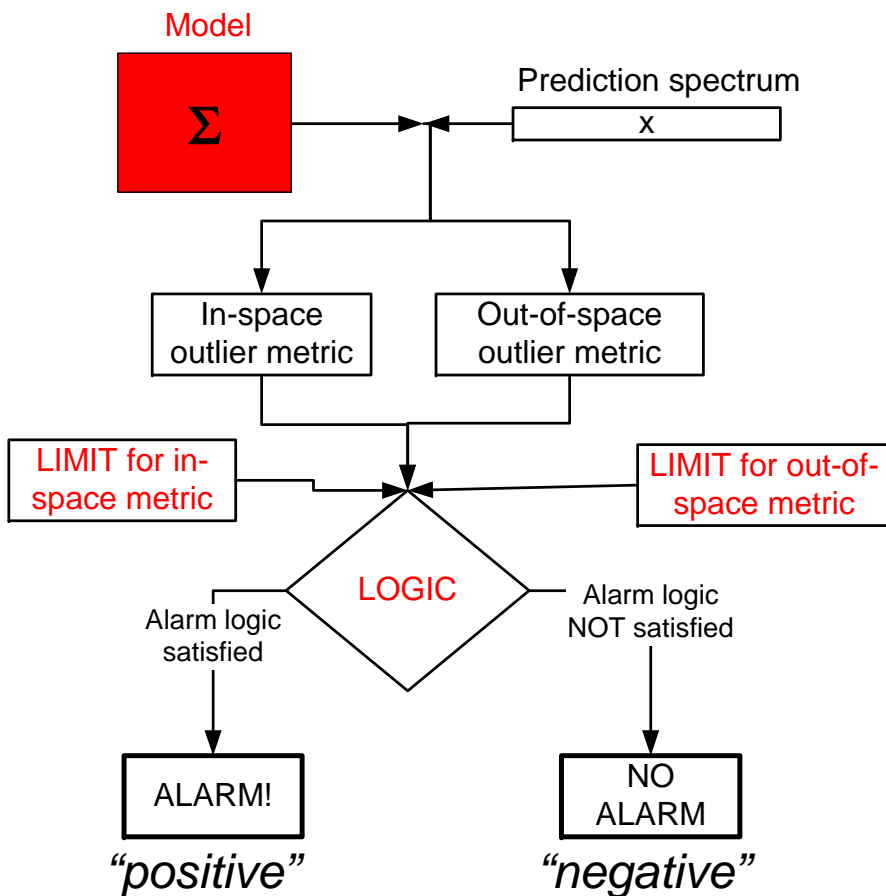 Model
Prediction spectrum
Σ
x
In-space
outlier metric
Out-of-space
outlier metric
LIMIT for in-
space metric
LIMIT for out-of-
space metric
LOGIC
Alarm logic
satisfied
Alarm logic
NOT satisfied
ALARM!
NO
ALARM
“positive”
“negative”